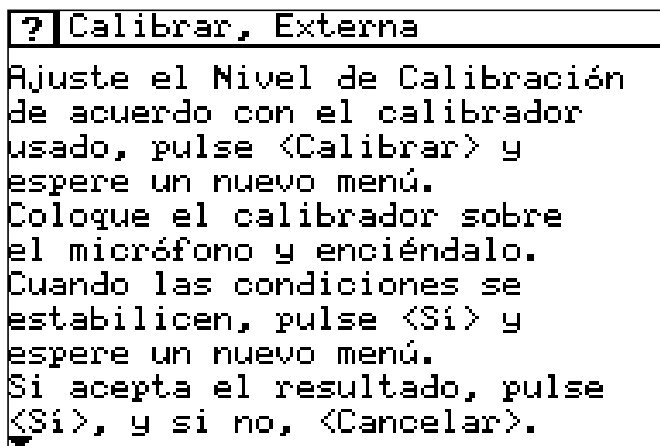 ? Calibrar, Externa
Ajuste el Nivel de Calibración
de acuerdo con el calibrador
usado, pulse <Calibrar> y
espere un nuevo menú.
Coloque el calibrador sobre
el micrófono y enciéndalo.
Cuando las condiciones se
estabilicen, pulse <Sí> y
espere un nuevo menú.
Si acepta el resultado, pulse
<Sí>, y si no, <Cancelar>.